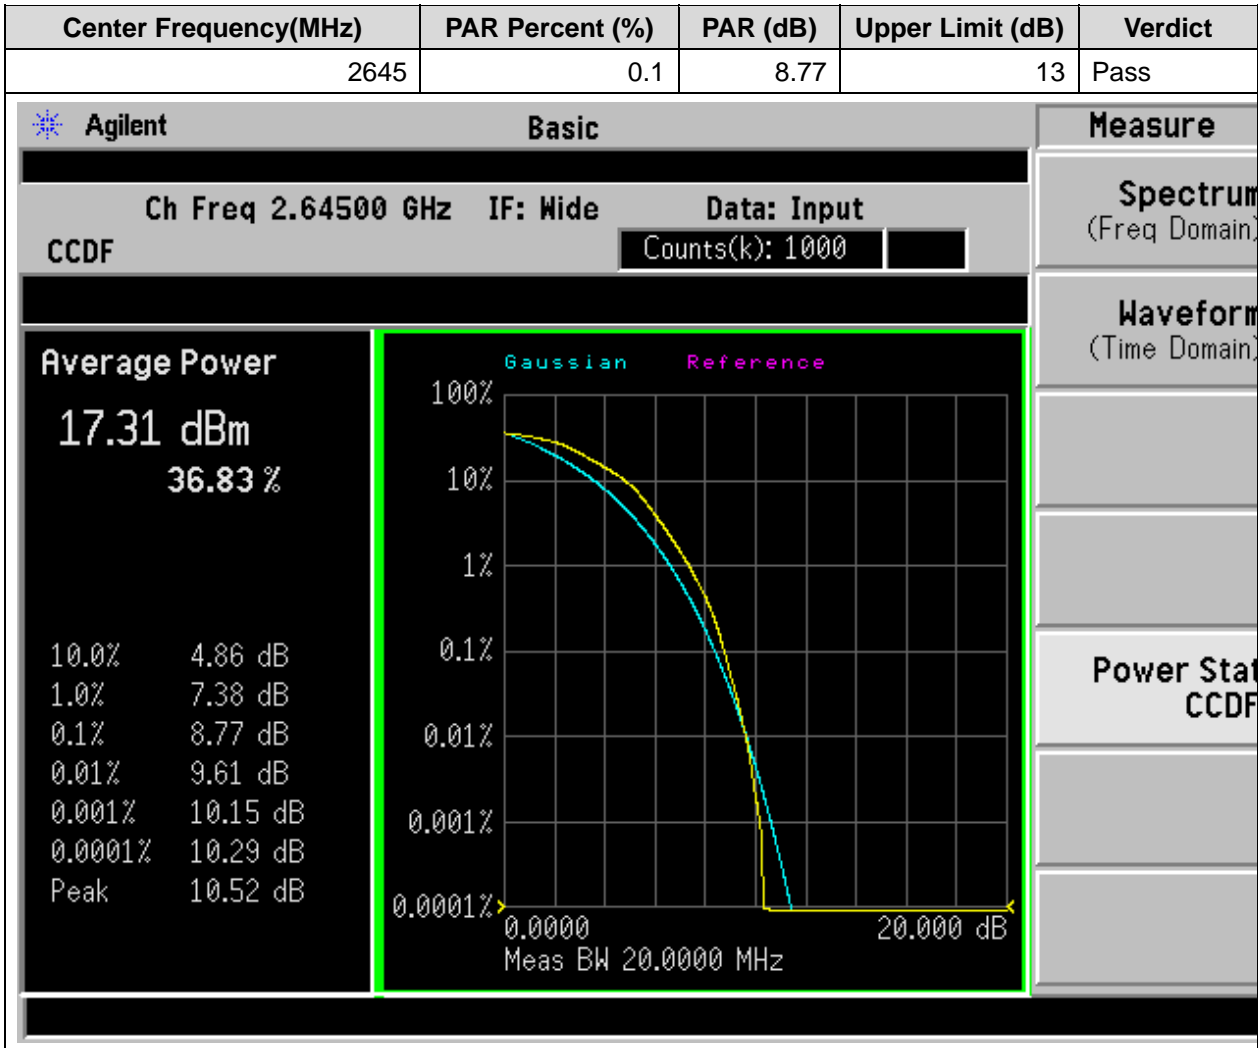 Center Frequency(MHz) PAR Percent (%) PAR (dB) Upper Limit (dB) Verdict
2645 0.1 8.77 13 Pass
Agilent Basic Measure
Ch Freq 2.64500 GHz IF: Wide Data: Input
CCDF Counts(k): 1000
Spectrum
(Freq Domain)
Waveform
(Time Domain)
Power Stat
CCDF
Average Power
17.31 dBm
36.83 %
10.0% 4.86 dB
1.0% 7.38 dB
0.1% 8.77 dB
0.01% 9.61 dB
0.001% 10.15 dB
0.0001% 10.29 dB
Peak 10.52 dB
Gaussian Reference
100%
10%
1%
0.1%
0.01%
0.001%
0.0001%
0.0000 20.000 dB
Meas BW 20.0000 MHz